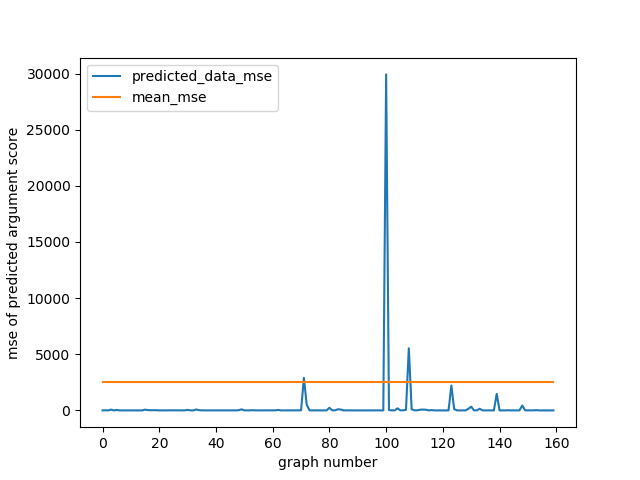 predicted_data_mse
mean_mse
30000
25000
20000
15000
10000
5000
0
mse of predicted argument score
0 20 40 60 80 100 120 140 160
graph number